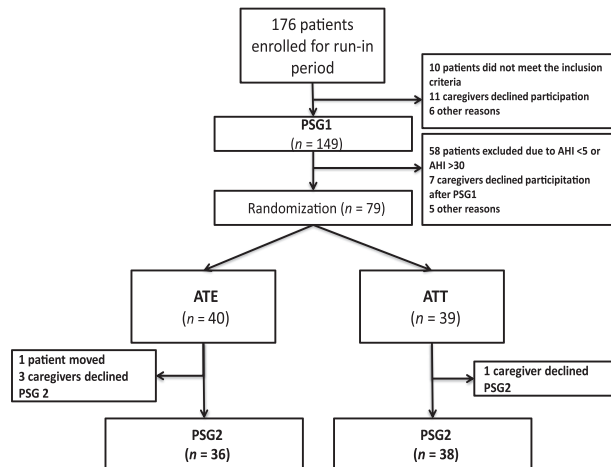 176 patients
enrolled for run-in
period
10 patients did not meet the inclusion
criteria
11 caregivers declined participation
6 other reasons
PSG1
(n = 149)
58 patients excluded due to AHI <5 or
AHI >30
7 caregivers declined participitation
after PSG1
5 other reasons
Randomization (n = 79)
ATE
(n = 40)
ATT
(n = 39)
1 patient moved
3 caregivers declined
PSG 2
1 caregiver declined
PSG2
PSG2
(n = 36)
PSG2
(n = 38)